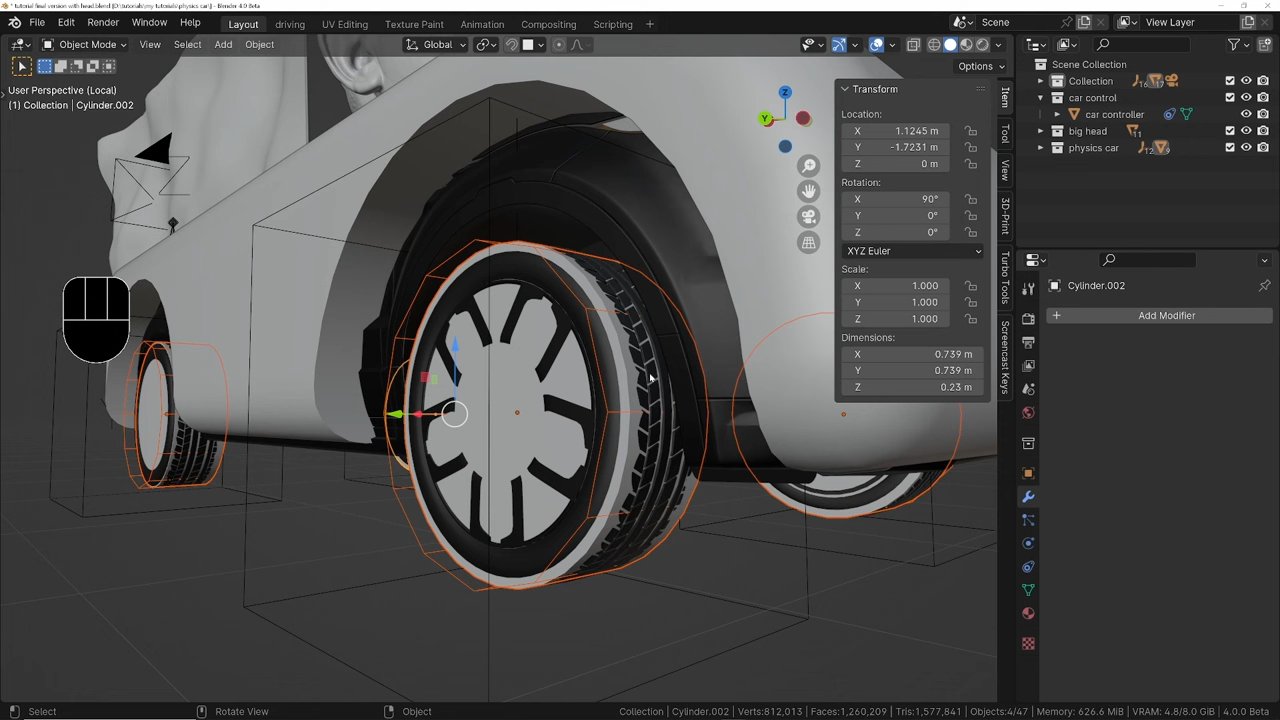 * tutorial final version with head.blend [D:\tutorials\my tutorials\physics car\] - Blender 4.0 Beta
File Edit Render Window Help
Layout driving UV Editing Texture Paint Animation Compositing Scripting +
Scene
View Layer
Object Mode View Select Add Object
Global
Options
User Perspective (Local)
(1) Collection | Cylinder.002
Z
Y
Transform
Location:
X 1.1245 m
Y -1.7231 m
Z 0 m
Rotation:
X 90°
Y 0°
Z 0°
XYZ Euler
Scale:
X 1.000
Y 1.000
Z 1.000
Dimensions:
X 0.739 m
Y 0.739 m
Z 0.23 m
Item
Tool
View
3D-Print
Turbo Tools
Screencast Keys
Scene Collection
Collection
car control
car controller
big head
11
physics car
Cylinder.002
+ Add Modifier
Select
Rotate View
Object
Collection | Cylinder.002 | Verts:812,013 | Faces:1,260,209 | Tris:1,577,841 | Objects:4/47 | Memory: 626.6 MiB | VRAM: 4.8/8.0 GiB | 4.0.0 Beta